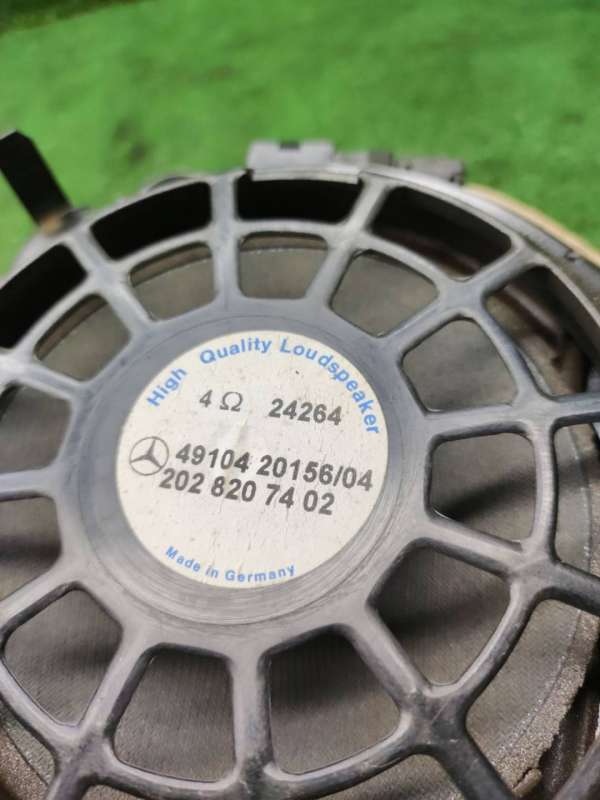 High Quality Loudspeaker
4 Ω 24264
49104 20156/04
202 820 74 02
Made in Germany